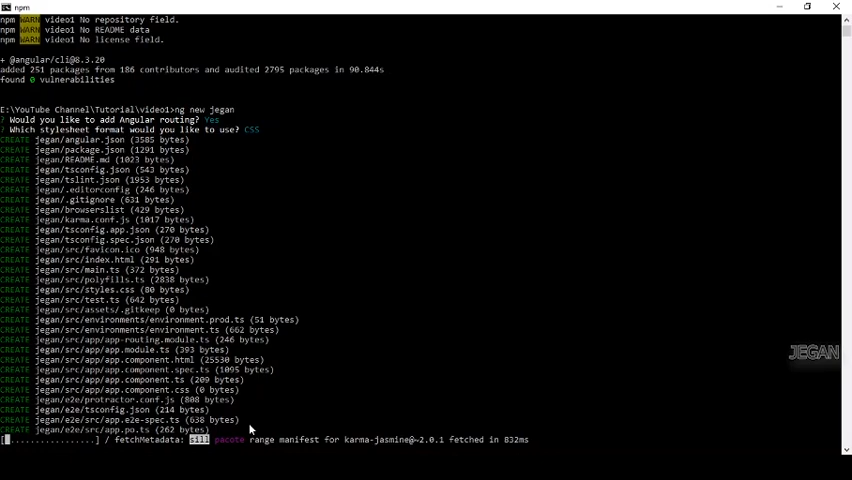 npm
npm WARN video1 No repository field.
npm WARN video1 No README data
npm WARN video1 No license field.
+ @angular/cli@8.3.20
added 251 packages from 186 contributors and audited 2795 packages in 90.844s
found 0 vulnerabilities
E:\YouTube Channel\Tutorial\video1>ng new jegan
? Would you like to add Angular routing? Yes
? Which stylesheet format would you like to use? CSS
CREATE jegan/angular.json (3585 bytes)
CREATE jegan/package.json (1291 bytes)
CREATE jegan/README.md (1023 bytes)
CREATE jegan/tsconfig.json (543 bytes)
CREATE jegan/tslint.json (1953 bytes)
CREATE jegan/.editorconfig (246 bytes)
CREATE jegan/.gitignore (631 bytes)
CREATE jegan/browserslist (429 bytes)
CREATE jegan/karma.conf.js (1017 bytes)
CREATE jegan/tsconfig.app.json (270 bytes)
CREATE jegan/tsconfig.spec.json (270 bytes)
CREATE jegan/src/favicon.ico (948 bytes)
CREATE jegan/src/index.html (291 bytes)
CREATE jegan/src/main.ts (372 bytes)
CREATE jegan/src/polyfills.ts (2838 bytes)
CREATE jegan/src/styles.css (80 bytes)
CREATE jegan/src/test.ts (642 bytes)
CREATE jegan/src/assets/.gitkeep (0 bytes)
CREATE jegan/src/environments/environment.prod.ts (51 bytes)
CREATE jegan/src/environments/environment.ts (662 bytes)
CREATE jegan/src/app/app-routing.module.ts (246 bytes)
CREATE jegan/src/app/app.module.ts (393 bytes)
CREATE jegan/src/app/app.component.html (25530 bytes)
CREATE jegan/src/app/app.component.spec.ts (1095 bytes)
CREATE jegan/src/app/app.component.ts (209 bytes)
CREATE jegan/src/app/app.component.css (0 bytes)
CREATE jegan/e2e/protractor.conf.js (808 bytes)
CREATE jegan/e2e/tsconfig.json (214 bytes)
CREATE jegan/e2e/src/app.e2e-spec.ts (638 bytes)
CREATE jegan/e2e/src/app.po.ts (262 bytes)
[ .................] / fetchMetadata: sill pacote range manifest for karma-jasmine@~2.0.1 fetched in 832ms
JEGAN